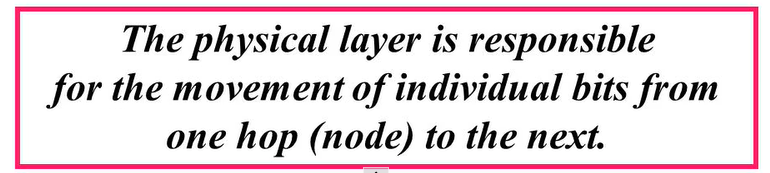 The physical layer is responsible
for the movement of individual bits from
one hop (node) to the next.